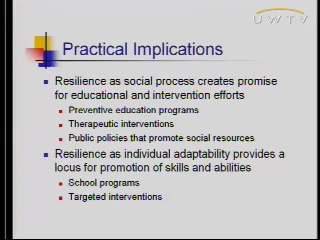 UWTV
Practical Implications
Resilience as social process creates promise
for educational and intervention efforts
Preventive education programs
Therapeutic interventions
Public policies that promote social resources
Resilience as individual adaptability provides a
locus for promotion of skills and abilities
School programs
Targeted interventions